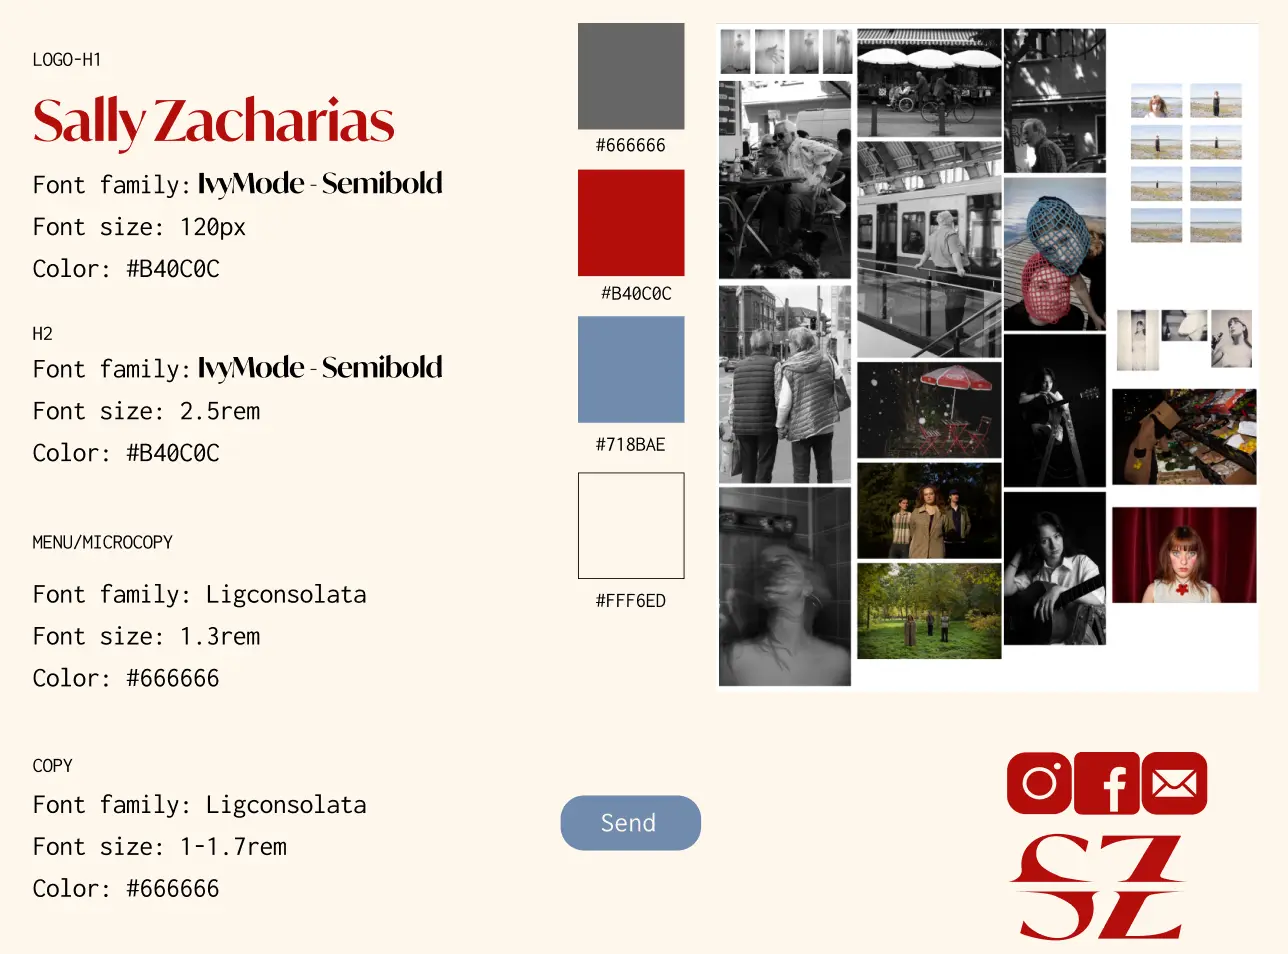 LOGO-H1
Sally Zacharias
Font family: IvyMode - Semibold
Font size: 120px
Color: #B40C0C
H2
Font family: IvyMode - Semibold
Font size: 2.5rem
Color: #B40C0C
MENU/MICROCOPY
Font family: Ligconsolata
Font size: 1.3rem
Color: #666666
COPY
Font family: Ligconsolata
Font size: 1-1.7rem
Color: #666666
#666666
#B40C0C
#718BAE
#FFF6ED
Send
SZ